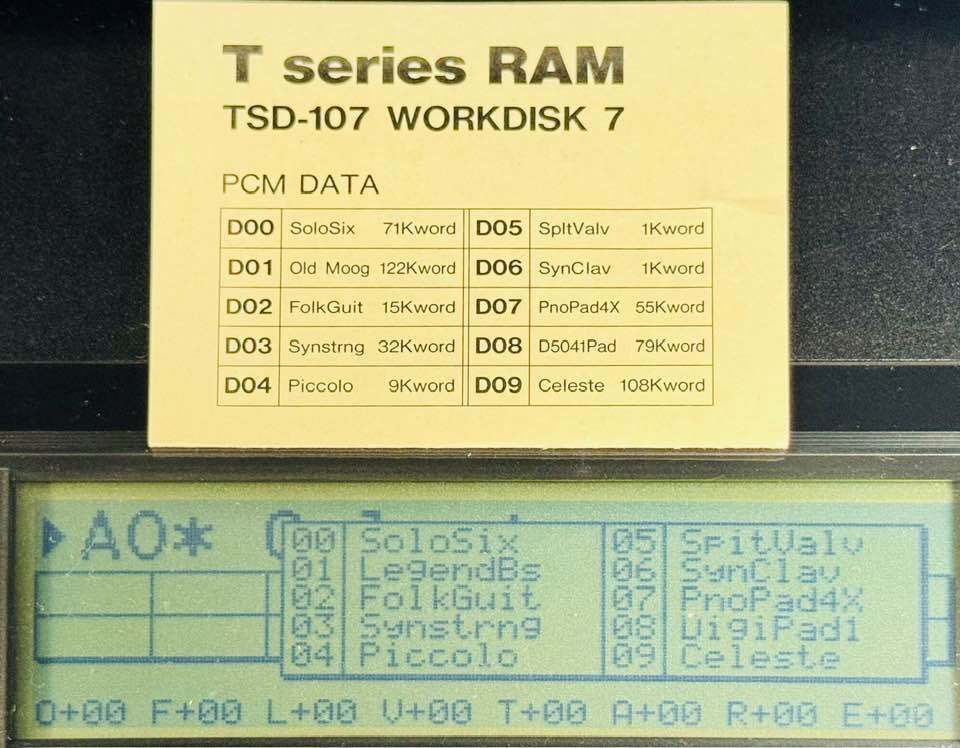 T series RAM
TSD-107 WORKDISK 7
PCM DATA
D00 SoloSix 71Kword D05 SpltValv 1Kword
D01 Old Moog 122Kword D06 SynClav 1Kword
D02 FolkGuit 15Kword D07 PnoPad4X 55Kword
D03 Synstrng 32Kword D08 D5041Pad 79Kword
D04 Piccolo 9Kword D09 Celeste 108Kword
▶A0*
00 SoloSix 05 SpitValv
01 LegendBs 06 SynClav
02 FolkGuit 07 PnoPad4X
03 Synstrng 08 DigiPad1
04 Piccolo 09 Celeste
O+00 F+00 L+00 V+00 T+00 A+00 R+00 E+00